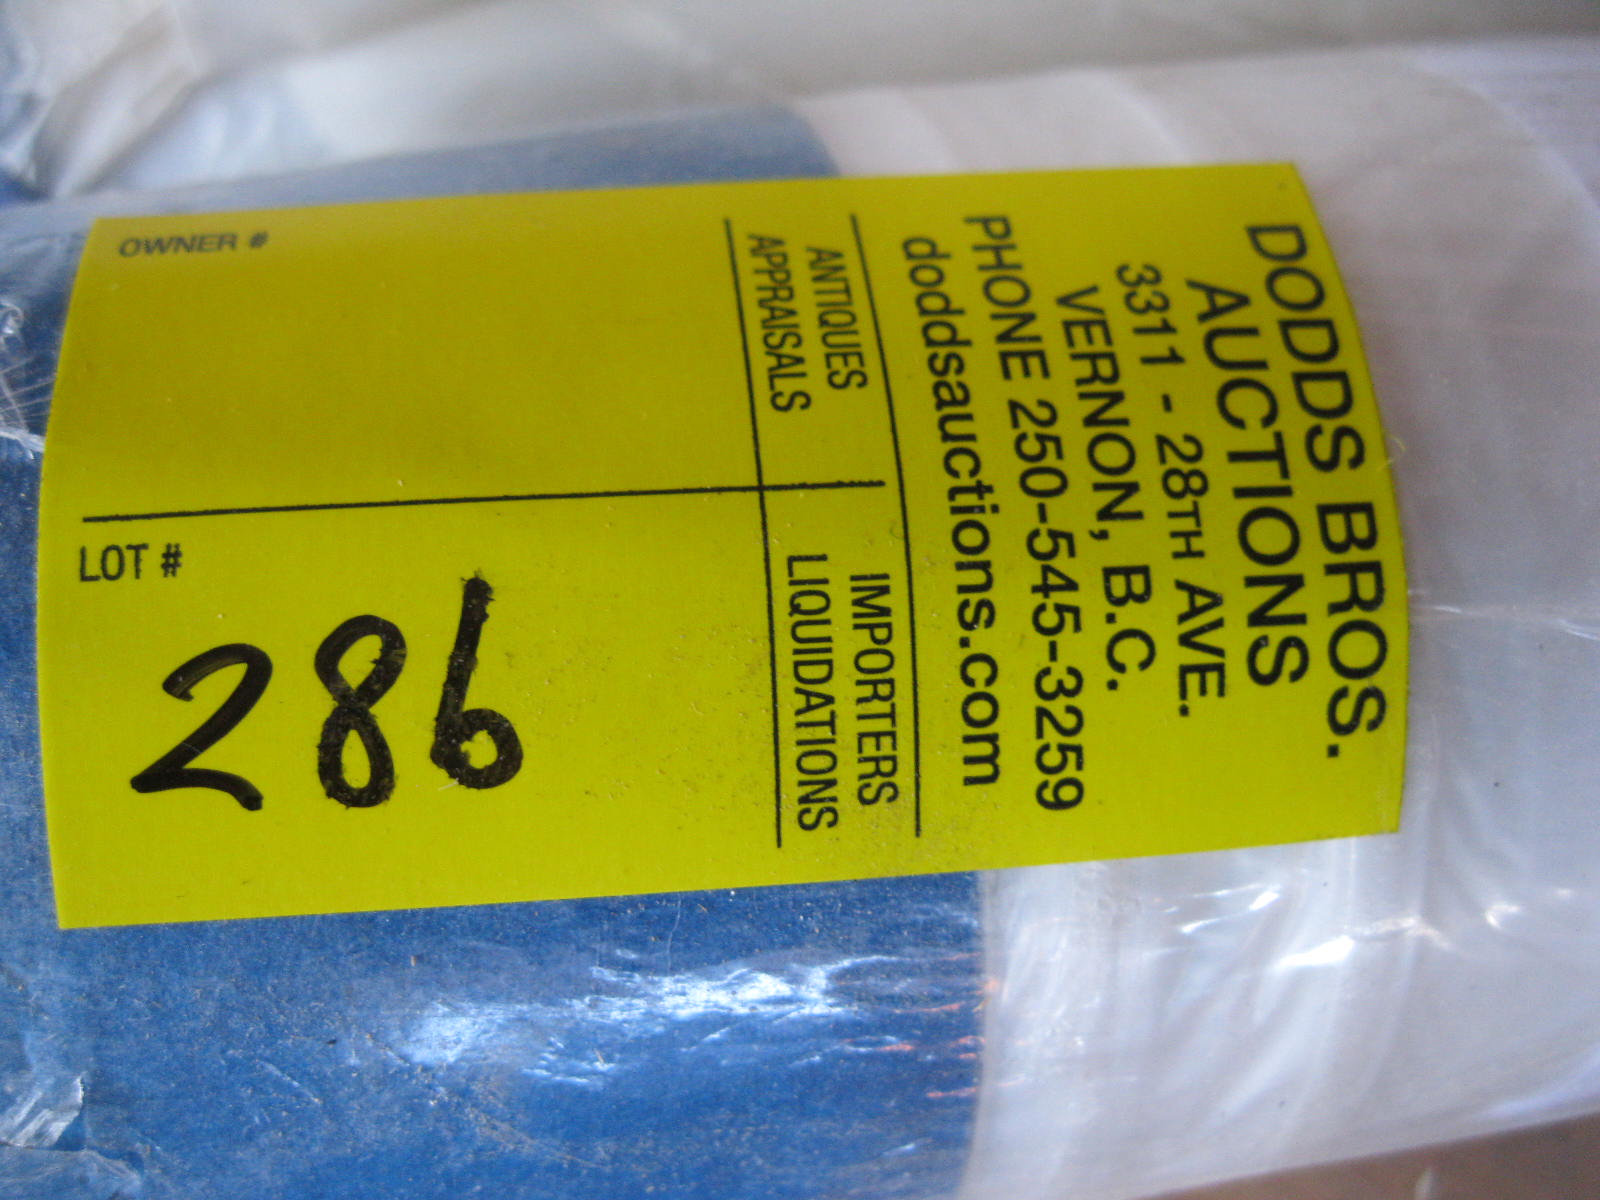 DODDS BROS.
AUCTIONS
3311 - 28TH AVE.
VERNON, B.C.
PHONE 250-545-3259
doddsauctions.com
ANTIQUES
APPRAISALS
IMPORTERS
LIQUIDATIONS
OWNER #
LOT #
286